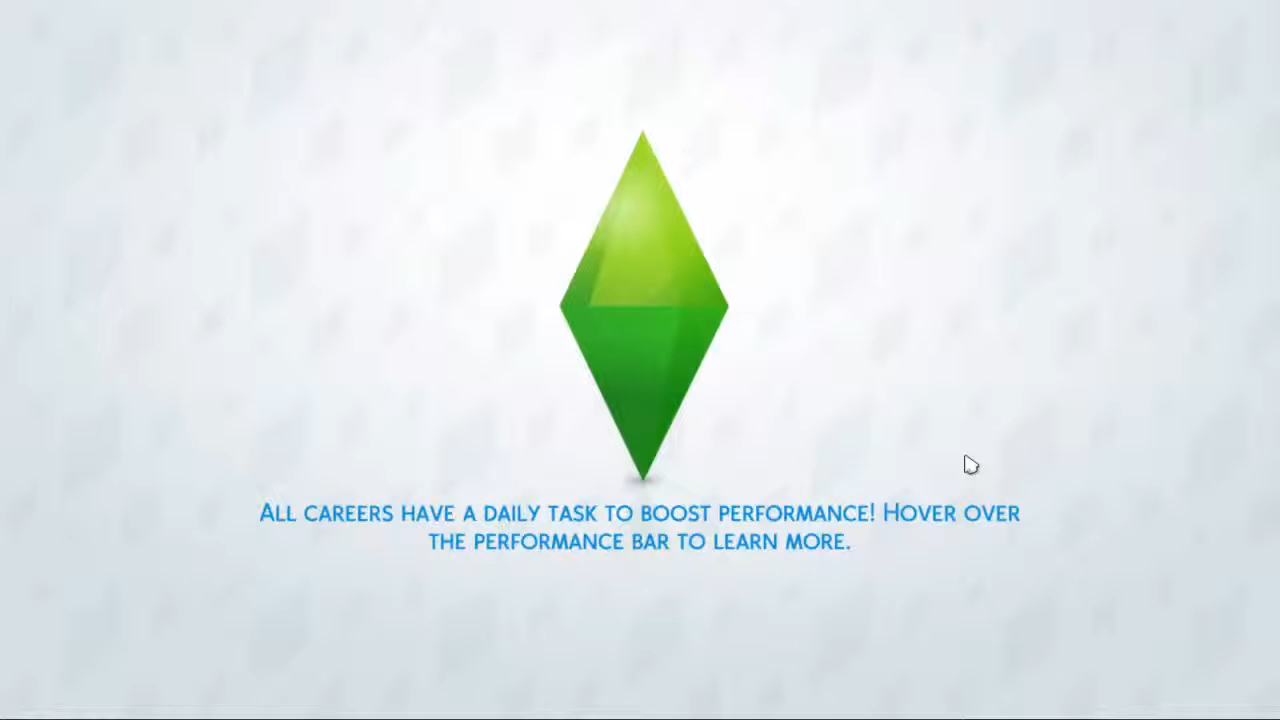 All careers have a daily task to boost performance! Hover over
the performance bar to learn more.